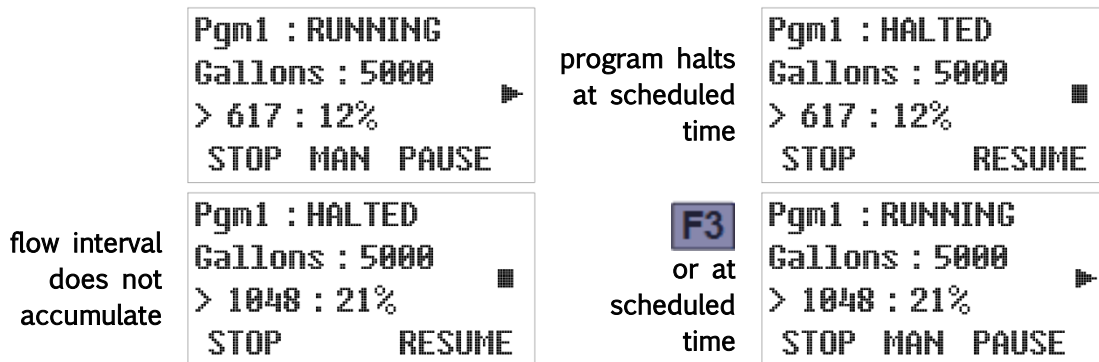 Pgm1 : RUNNING
Gallons : 5000
> 617 : 12%
STOP MAN PAUSE
program halts
at scheduled
time
Pgm1 : HALTED
Gallons : 5000
> 617 : 12%
STOP RESUME
flow interval
does not
accumulate
Pgm1 : HALTED
Gallons : 5000
> 1048 : 21%
STOP RESUME
F3
or at
scheduled
time
Pgm1 : RUNNING
Gallons : 5000
> 1048 : 21%
STOP MAN PAUSE